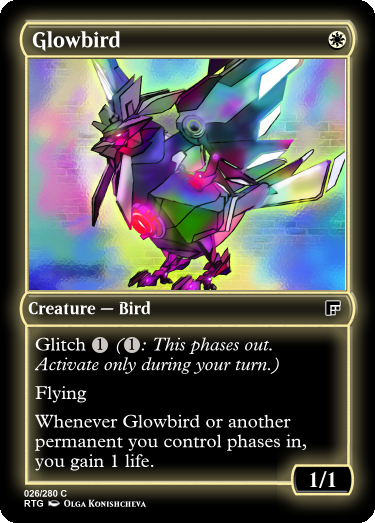 Glowbird
Creature — Bird
Glitch 1 (1: This phases out.
Activate only during your turn.)
Flying
Whenever Glowbird or another
permanent you control phases in,
you gain 1 life.
1/1
026/280 C
RTG Olga Konishcheva